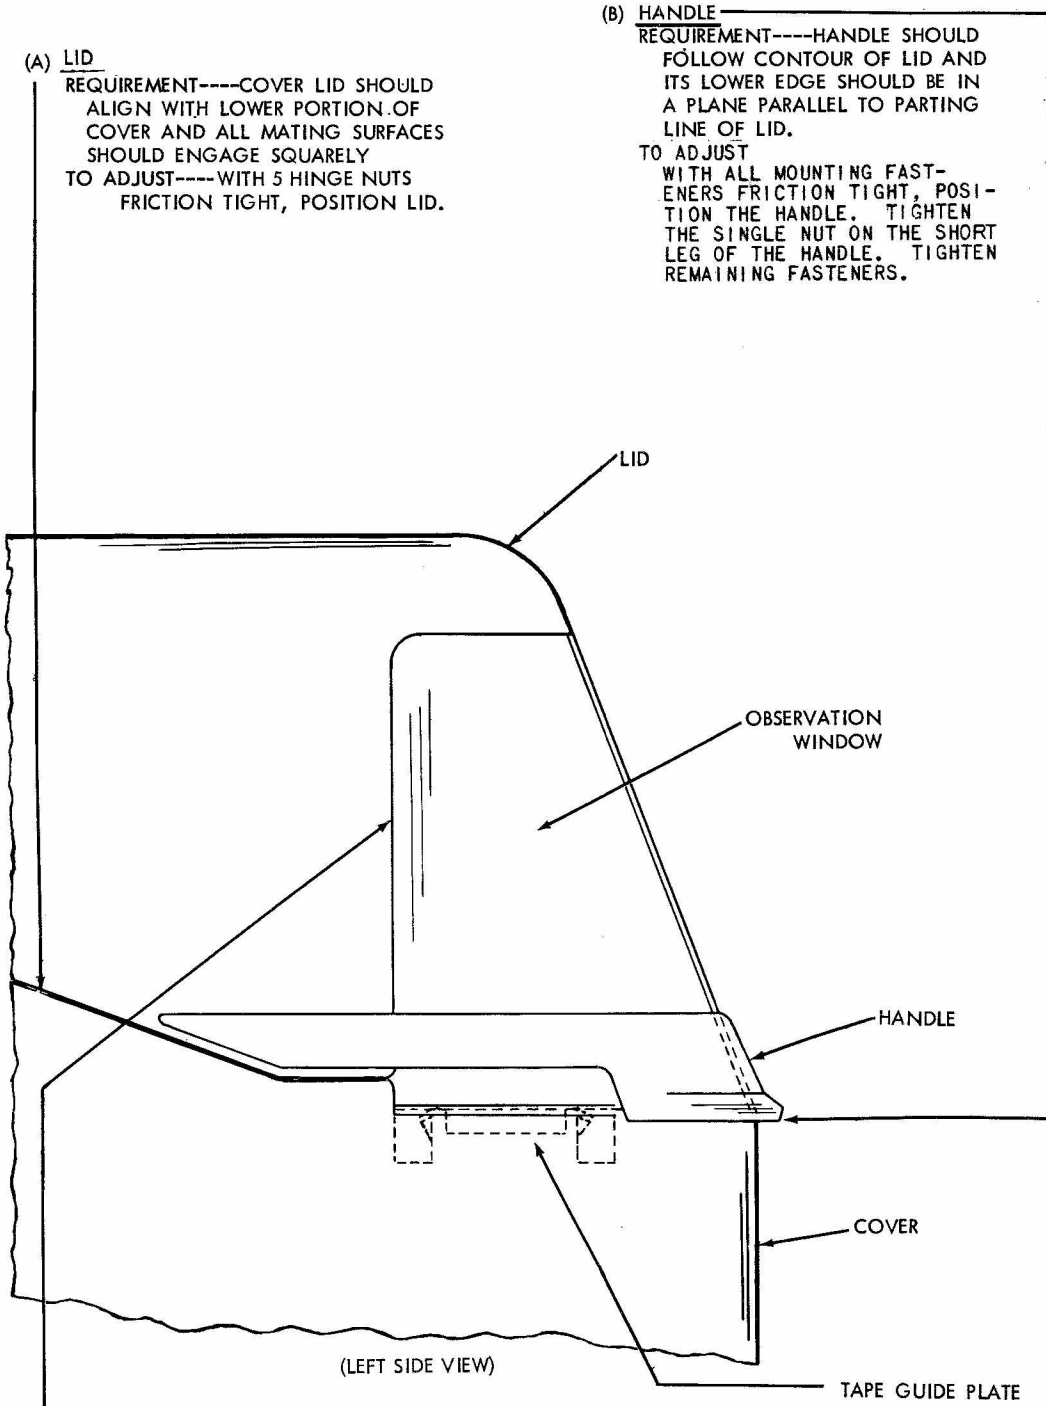 (A) LID
REQUIREMENT----COVER LID SHOULD
ALIGN WITH LOWER PORTION OF
COVER AND ALL MATING SURFACES
SHOULD ENGAGE SQUARELY
TO ADJUST----WITH 5 HINGE NUTS
FRICTION TIGHT, POSITION LID.
(B) HANDLE
REQUIREMENT----HANDLE SHOULD
FOLLOW CONTOUR OF LID AND
ITS LOWER EDGE SHOULD BE IN
A PLANE PARALLEL TO PARTING
LINE OF LID.
TO ADJUST
WITH ALL MOUNTING FAST-
ENERS FRICTION TIGHT, POSI-
TION THE HANDLE. TIGHTEN
THE SINGLE NUT ON THE SHORT
LEG OF THE HANDLE. TIGHTEN
REMAINING FASTENERS.
LID
OBSERVATION
WINDOW
HANDLE
COVER
(LEFT SIDE VIEW)
TAPE GUIDE PLATE